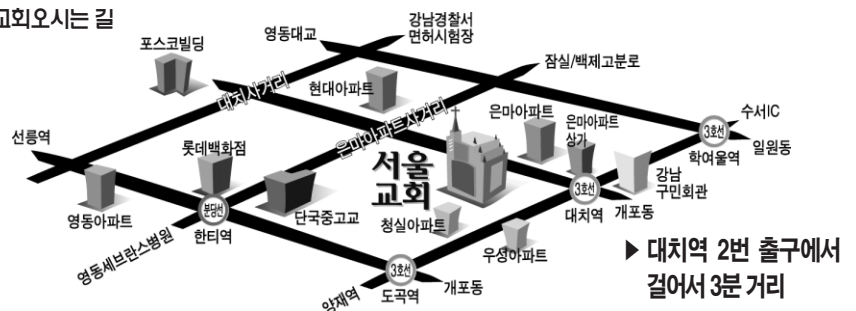 교회오시는 길
포스코빌딩
영동대교
강남경찰서
면허시험장
잠실/백제고분로
대치사거리
현대아파트
은마아파트사거리
은마아파트
은마아파트
상가
수서IC
3호선
학여울역
일원동
선릉역
롯데백화점
서울
교회
강남
구민회관
3호선
대치역
개포동
영동아파트
분당선
한티역
단국중고교
청실아파트
우성아파트
영동세브란스병원
3호선
도곡역
개포동
양재역
▶ 대치역 2번 출구에서
걸어서 3분 거리